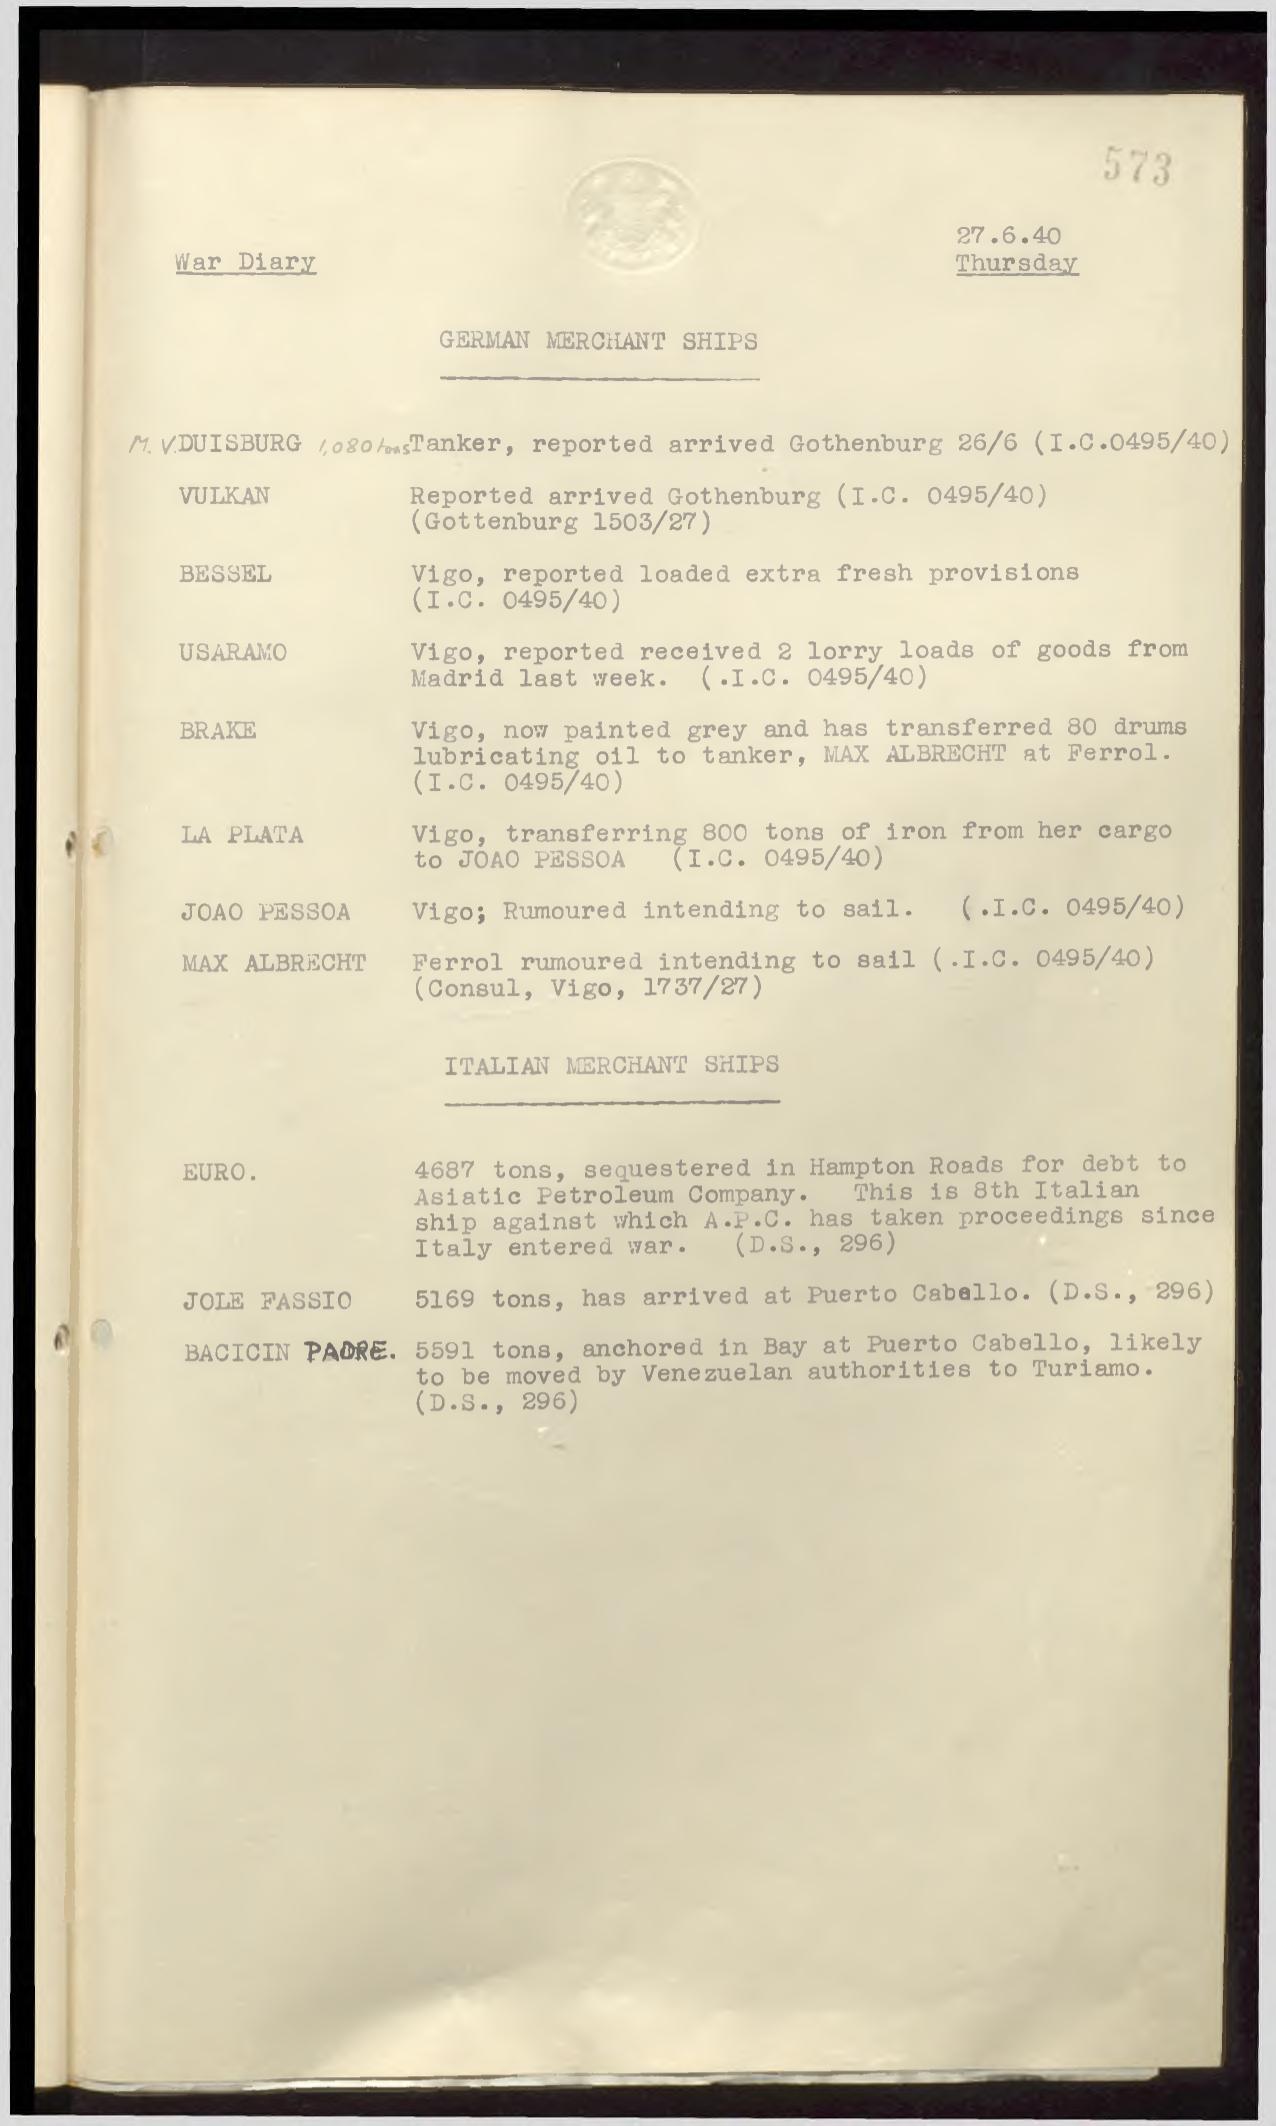 573
27.6.40
War Diary
Thursday
GERMAN MERCHANT SHIPS
M.V. DUISBURG 1,080 tons Tanker, reported arrived Gothenburg 26/6 (I.C.0495/40)
VULKAN Reported arrived Gothenburg (I.C. 0495/40)
(Gottenburg 1503/27)
BESSEL Vigo, reported loaded extra fresh provisions
(I.C. 0495/40)
USARAMO Vigo, reported received 2 lorry loads of goods from
Madrid last week. (.I.C. 0495/40)
BRAKE Vigo, now painted grey and has transferred 80 drums
lubricating oil to tanker, MAX ALBRECHT at Ferrol.
(I.C. 0495/40)
LA PLATA Vigo, transferring 800 tons of iron from her cargo
to JOAO PESSOA (I.C. 0495/40)
JOAO PESSOA Vigo; Rumoured intending to sail. (.I.C. 0495/40)
MAX ALBRECHT Ferrol rumoured intending to sail (.I.C. 0495/40)
(Consul, Vigo, 1737/27)
ITALIAN MERCHANT SHIPS
EURO. 4687 tons, sequestered in Hampton Roads for debt to
Asiatic Petroleum Company. This is 8th Italian
ship against which A.P.C. has taken proceedings since
Italy entered war. (D.S., 296)
JOLE FASSIO 5169 tons, has arrived at Puerto Cabello. (D.S., 296)
BACICIN PADRE. 5591 tons, anchored in Bay at Puerto Cabello, likely
to be moved by Venezuelan authorities to Turiamo.
(D.S., 296)